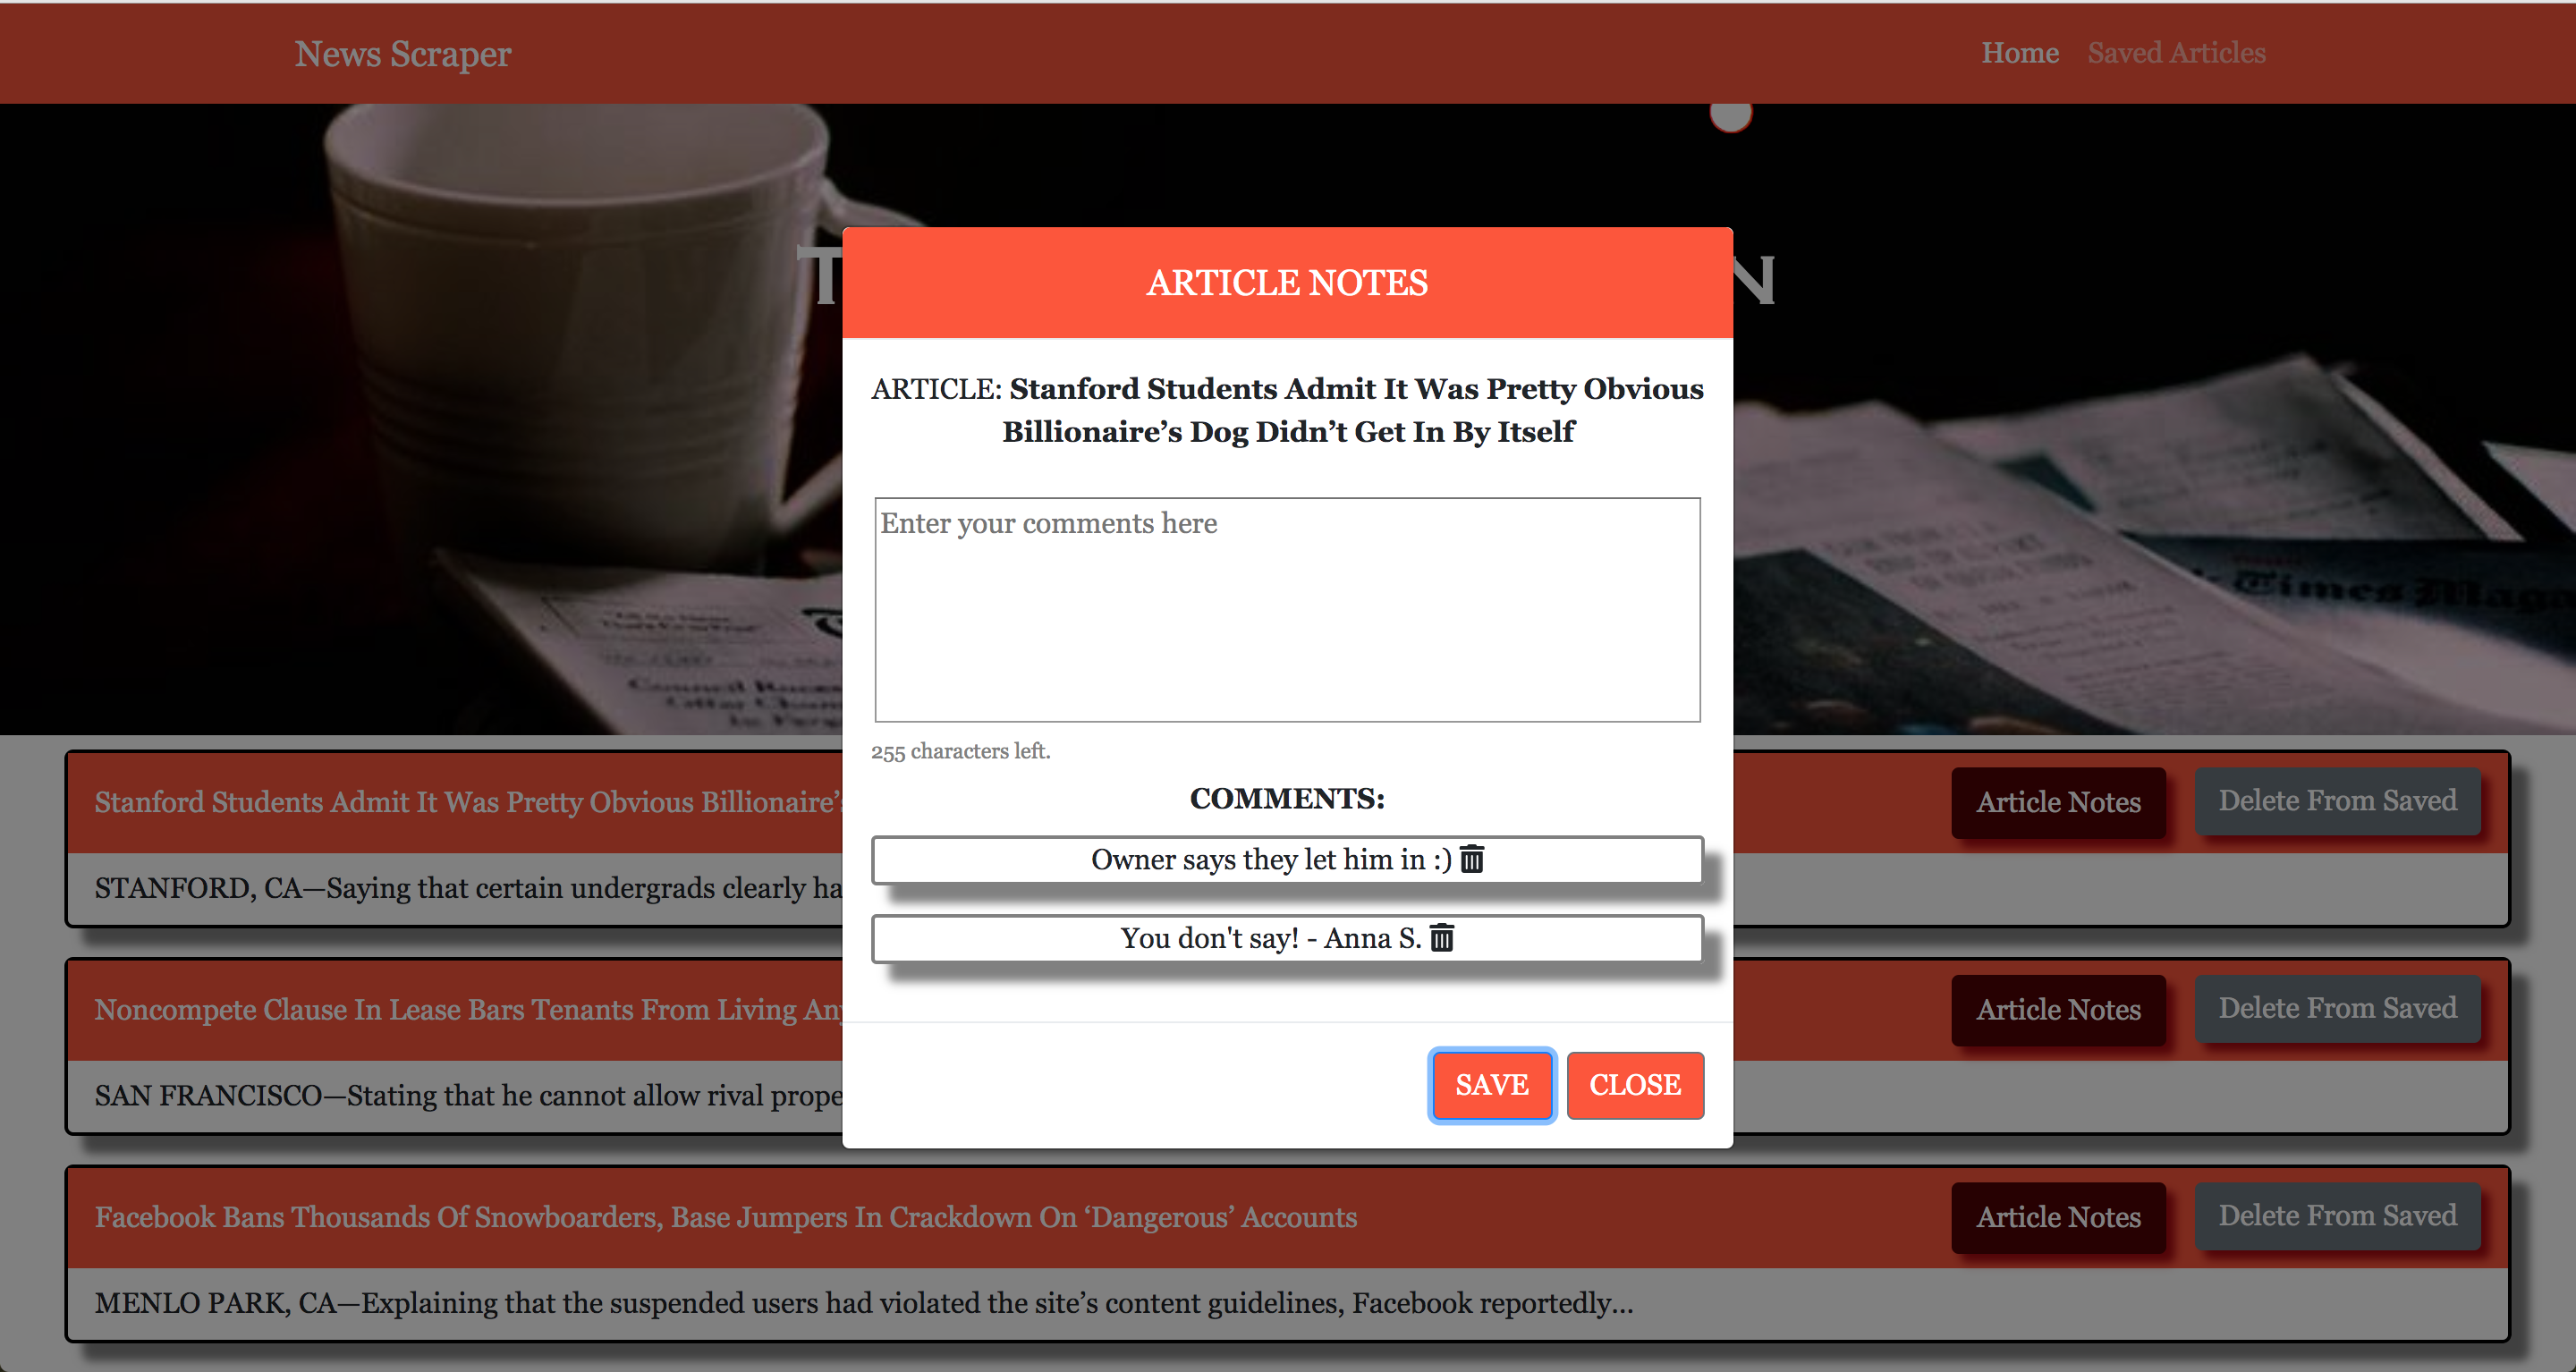 News Scraper
Home
Saved Articles
T
N
ARTICLE NOTES
ARTICLE: Stanford Students Admit It Was Pretty Obvious
Billionaire’s Dog Didn’t Get In By Itself
Enter your comments here
255 characters left.
COMMENTS:
Owner says they let him in :)
You don't say! - Anna S.
SAVE
CLOSE
Stanford Students Admit It Was Pretty Obvious Billionaire’
Article Notes
Delete From Saved
STANFORD, CA—Saying that certain undergrads clearly ha
Noncompete Clause In Lease Bars Tenants From Living An
Article Notes
Delete From Saved
SAN FRANCISCO—Stating that he cannot allow rival prope
Facebook Bans Thousands Of Snowboarders, Base Jumpers In Crackdown On ‘Dangerous’ Accounts
Article Notes
Delete From Saved
MENLO PARK, CA—Explaining that the suspended users had violated the site’s content guidelines, Facebook reportedly...
Times Maga